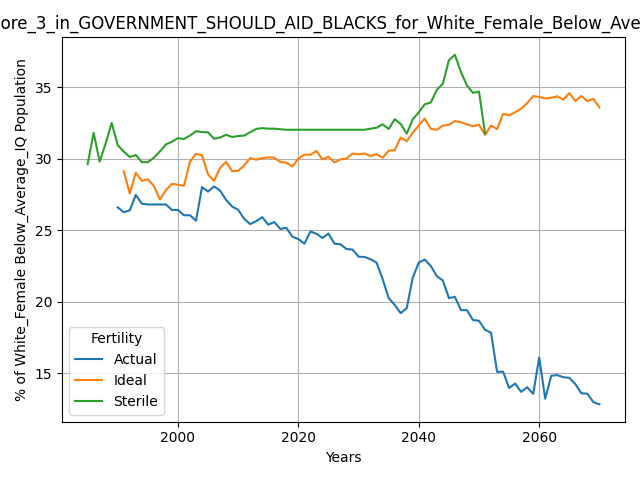 ore_3_in_GOVERNMENT_SHOULD_AID_BLACKS_for_White_Female_Below_Ave
% of White_Female Below_Average_IQ Population
35
30
25
20
15
Fertility
Actual
Ideal
Sterile
2000
2020
2040
2060
Years